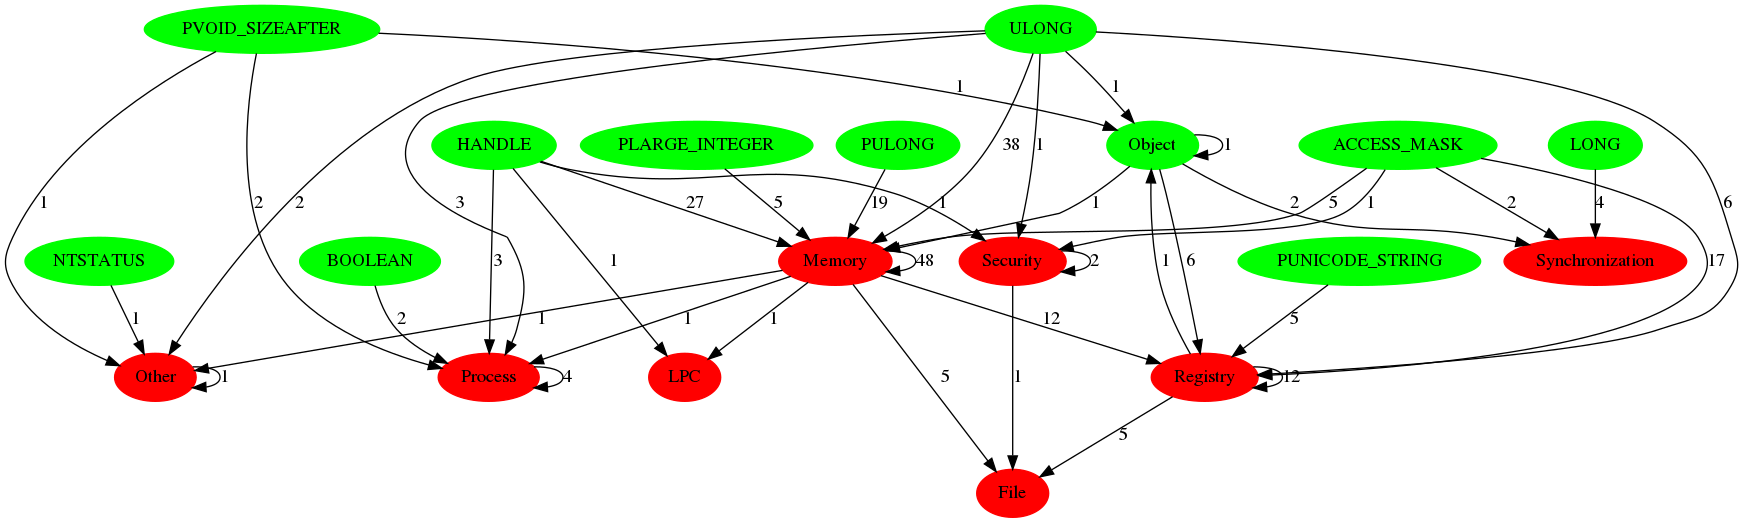 PVOID_SIZEAFTER
ULONG
1
1
HANDLE
PLARGE_INTEGER
PULONG
38
1
Object
1
ACCESS_MASK
LONG
1
2
2
3
27
5
19
1
1
2
5
1
2
4
6
NTSTATUS
BOOLEAN
3
1
Memory
48
Security
2
1
6
PUNICODE_STRING
Synchronization
17
1
2
1
1
1
12
5
Other
1
Process
4
LPC
5
1
Registry
12
5
File